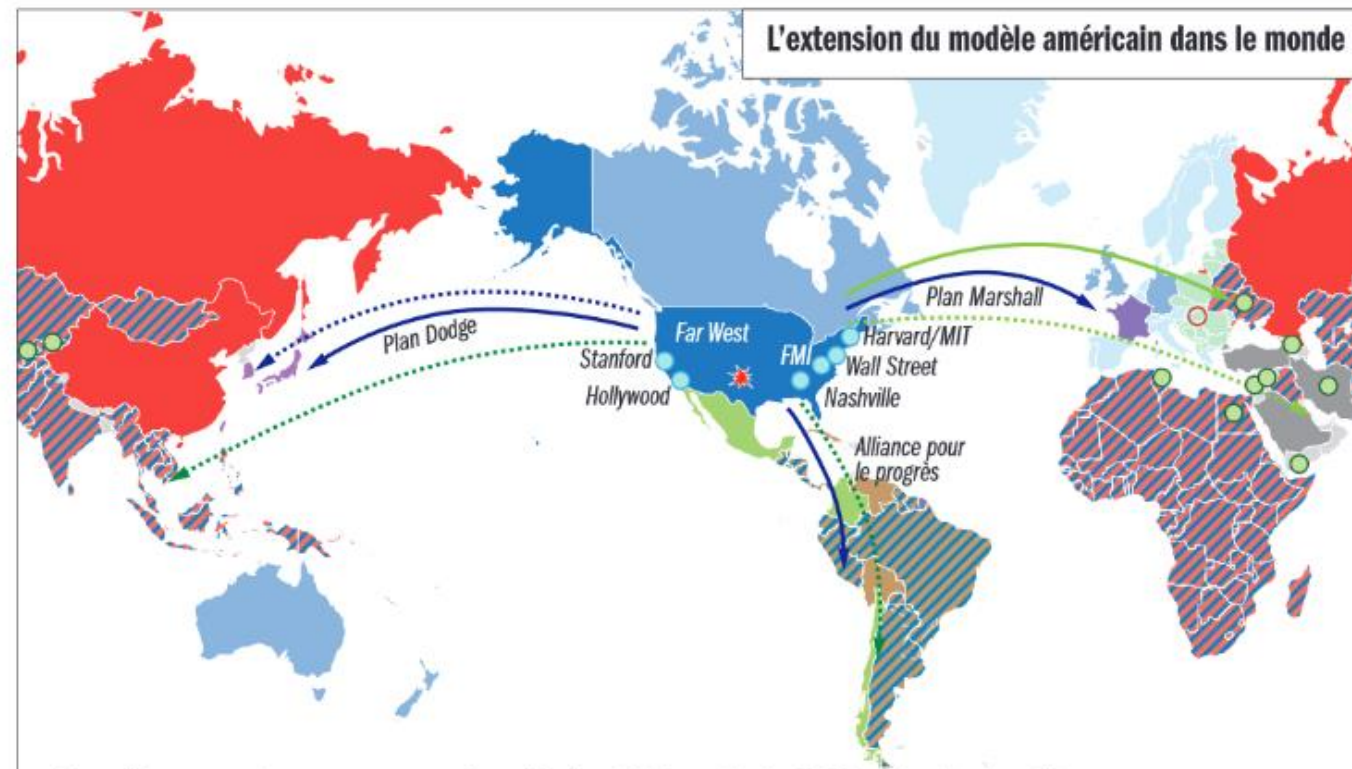 L'extension du modèle américain dans le monde
Plan Marshall
Plan Dodge
Far West
Harvard/MIT
FMI
Wall Street
Stanford
Hollywood
Nashville
Alliance pour
le progrès